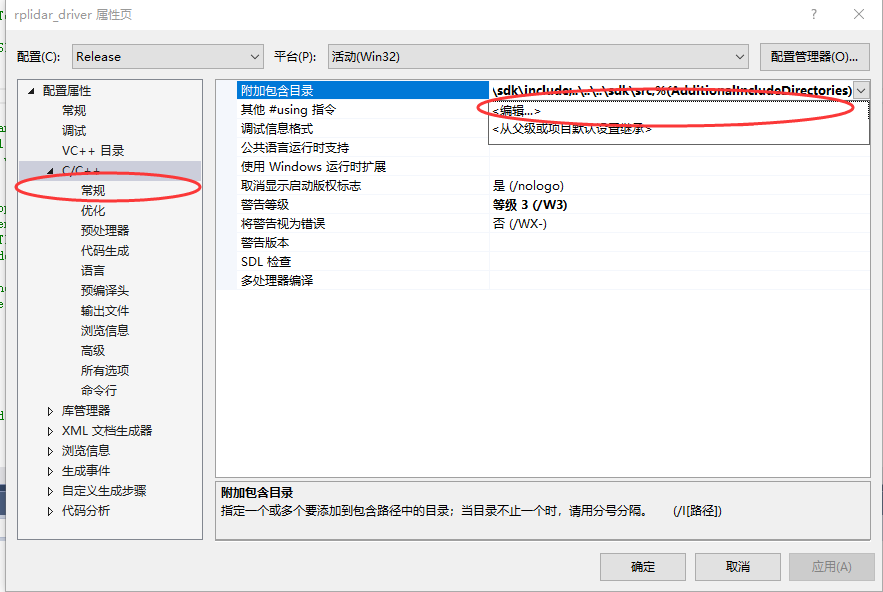 rplidar_driver 属性页
配置(C): Release 平台(P): 活动(Win32) 配置管理器(O)...
配置属性
常规
调试
VC++ 目录
C/C++
常规
优化
预处理器
代码生成
语言
预编译头
输出文件
浏览信息
高级
所有选项
命令行
库管理器
XML 文档生成器
浏览信息
生成事件
自定义生成步骤
代码分析
附加包含目录 \sdk\include;..\..\..\sdk\src;%(AdditionalIncludeDirectories)
其他 #using 指令 <编辑...>
调试信息格式 <从父级或项目默认设置继承>
公共语言运行时支持
使用 Windows 运行时扩展
取消显示启动版权标志 是 (/nologo)
警告等级 等级 3 (/W3)
将警告视为错误 否 (/WX-)
警告版本
SDL 检查
多处理器编译
附加包含目录
指定一个或多个要添加到包含路径中的目录；当目录不止一个时，请用分号分隔。 (/I[路径])
确定 取消 应用(A)